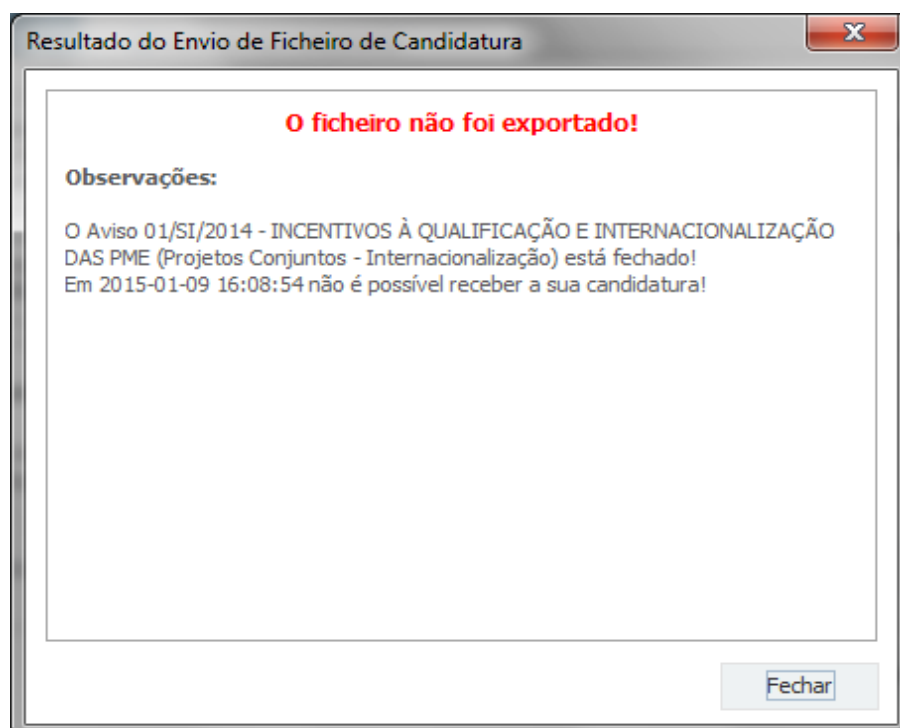 Resultado do Envio de Ficheiro de Candidatura
O ficheiro não foi exportado!
Observações:
O Aviso 01/SI/2014 - INCENTIVOS À QUALIFICAÇÃO E INTERNACIONALIZAÇÃO
DAS PME (Projetos Conjuntos - Internacionalização) está fechado!
Em 2015-01-09 16:08:54 não é possível receber a sua candidatura!
Fechar